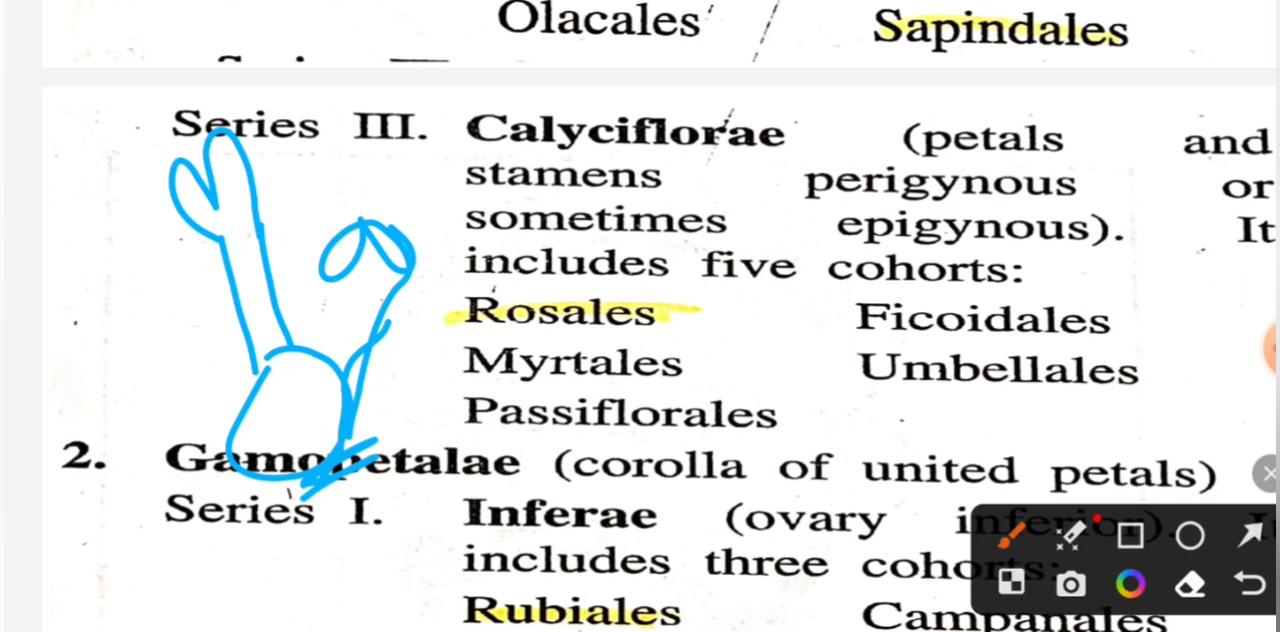 Olacales Sapindales
Series III. Calyciflorae (petals and
stamens perigynous or
sometimes epigynous). It
includes five cohorts:
Rosales Ficoidales
Myrtales Umbellales
Passiflorales
2. Gamopetalae (corolla of united petals)
Series I. Inferae (ovary inferior).
includes three cohorts:
Rubiales Campanales